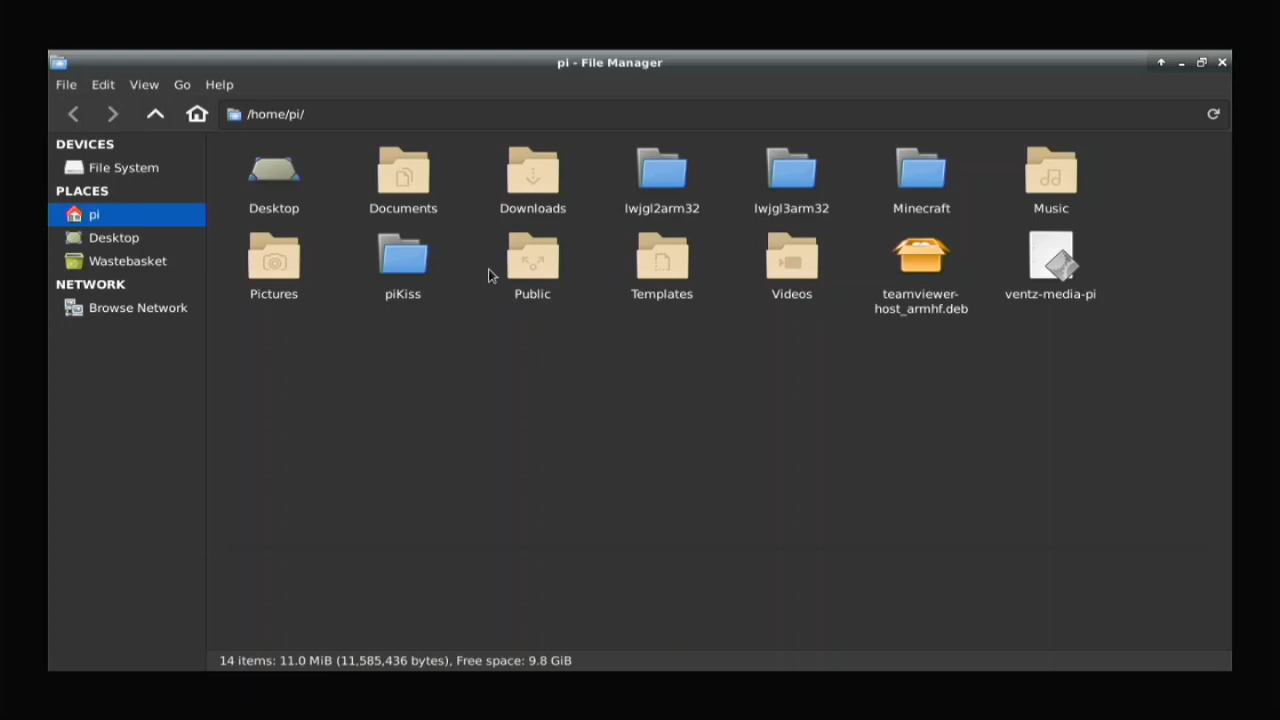 pi - File Manager
File Edit View Go Help
/home/pi/
DEVICES
File System
PLACES
pi
Desktop
Wastebasket
NETWORK
Browse Network
Desktop
Documents
Downloads
lwjgl2arm32
lwjgl3arm32
Minecraft
Music
Pictures
piKiss
Public
Templates
Videos
teamviewer-
host_armhf.deb
ventz-media-pi
14 items: 11.0 MiB (11,585,436 bytes), Free space: 9.8 GiB